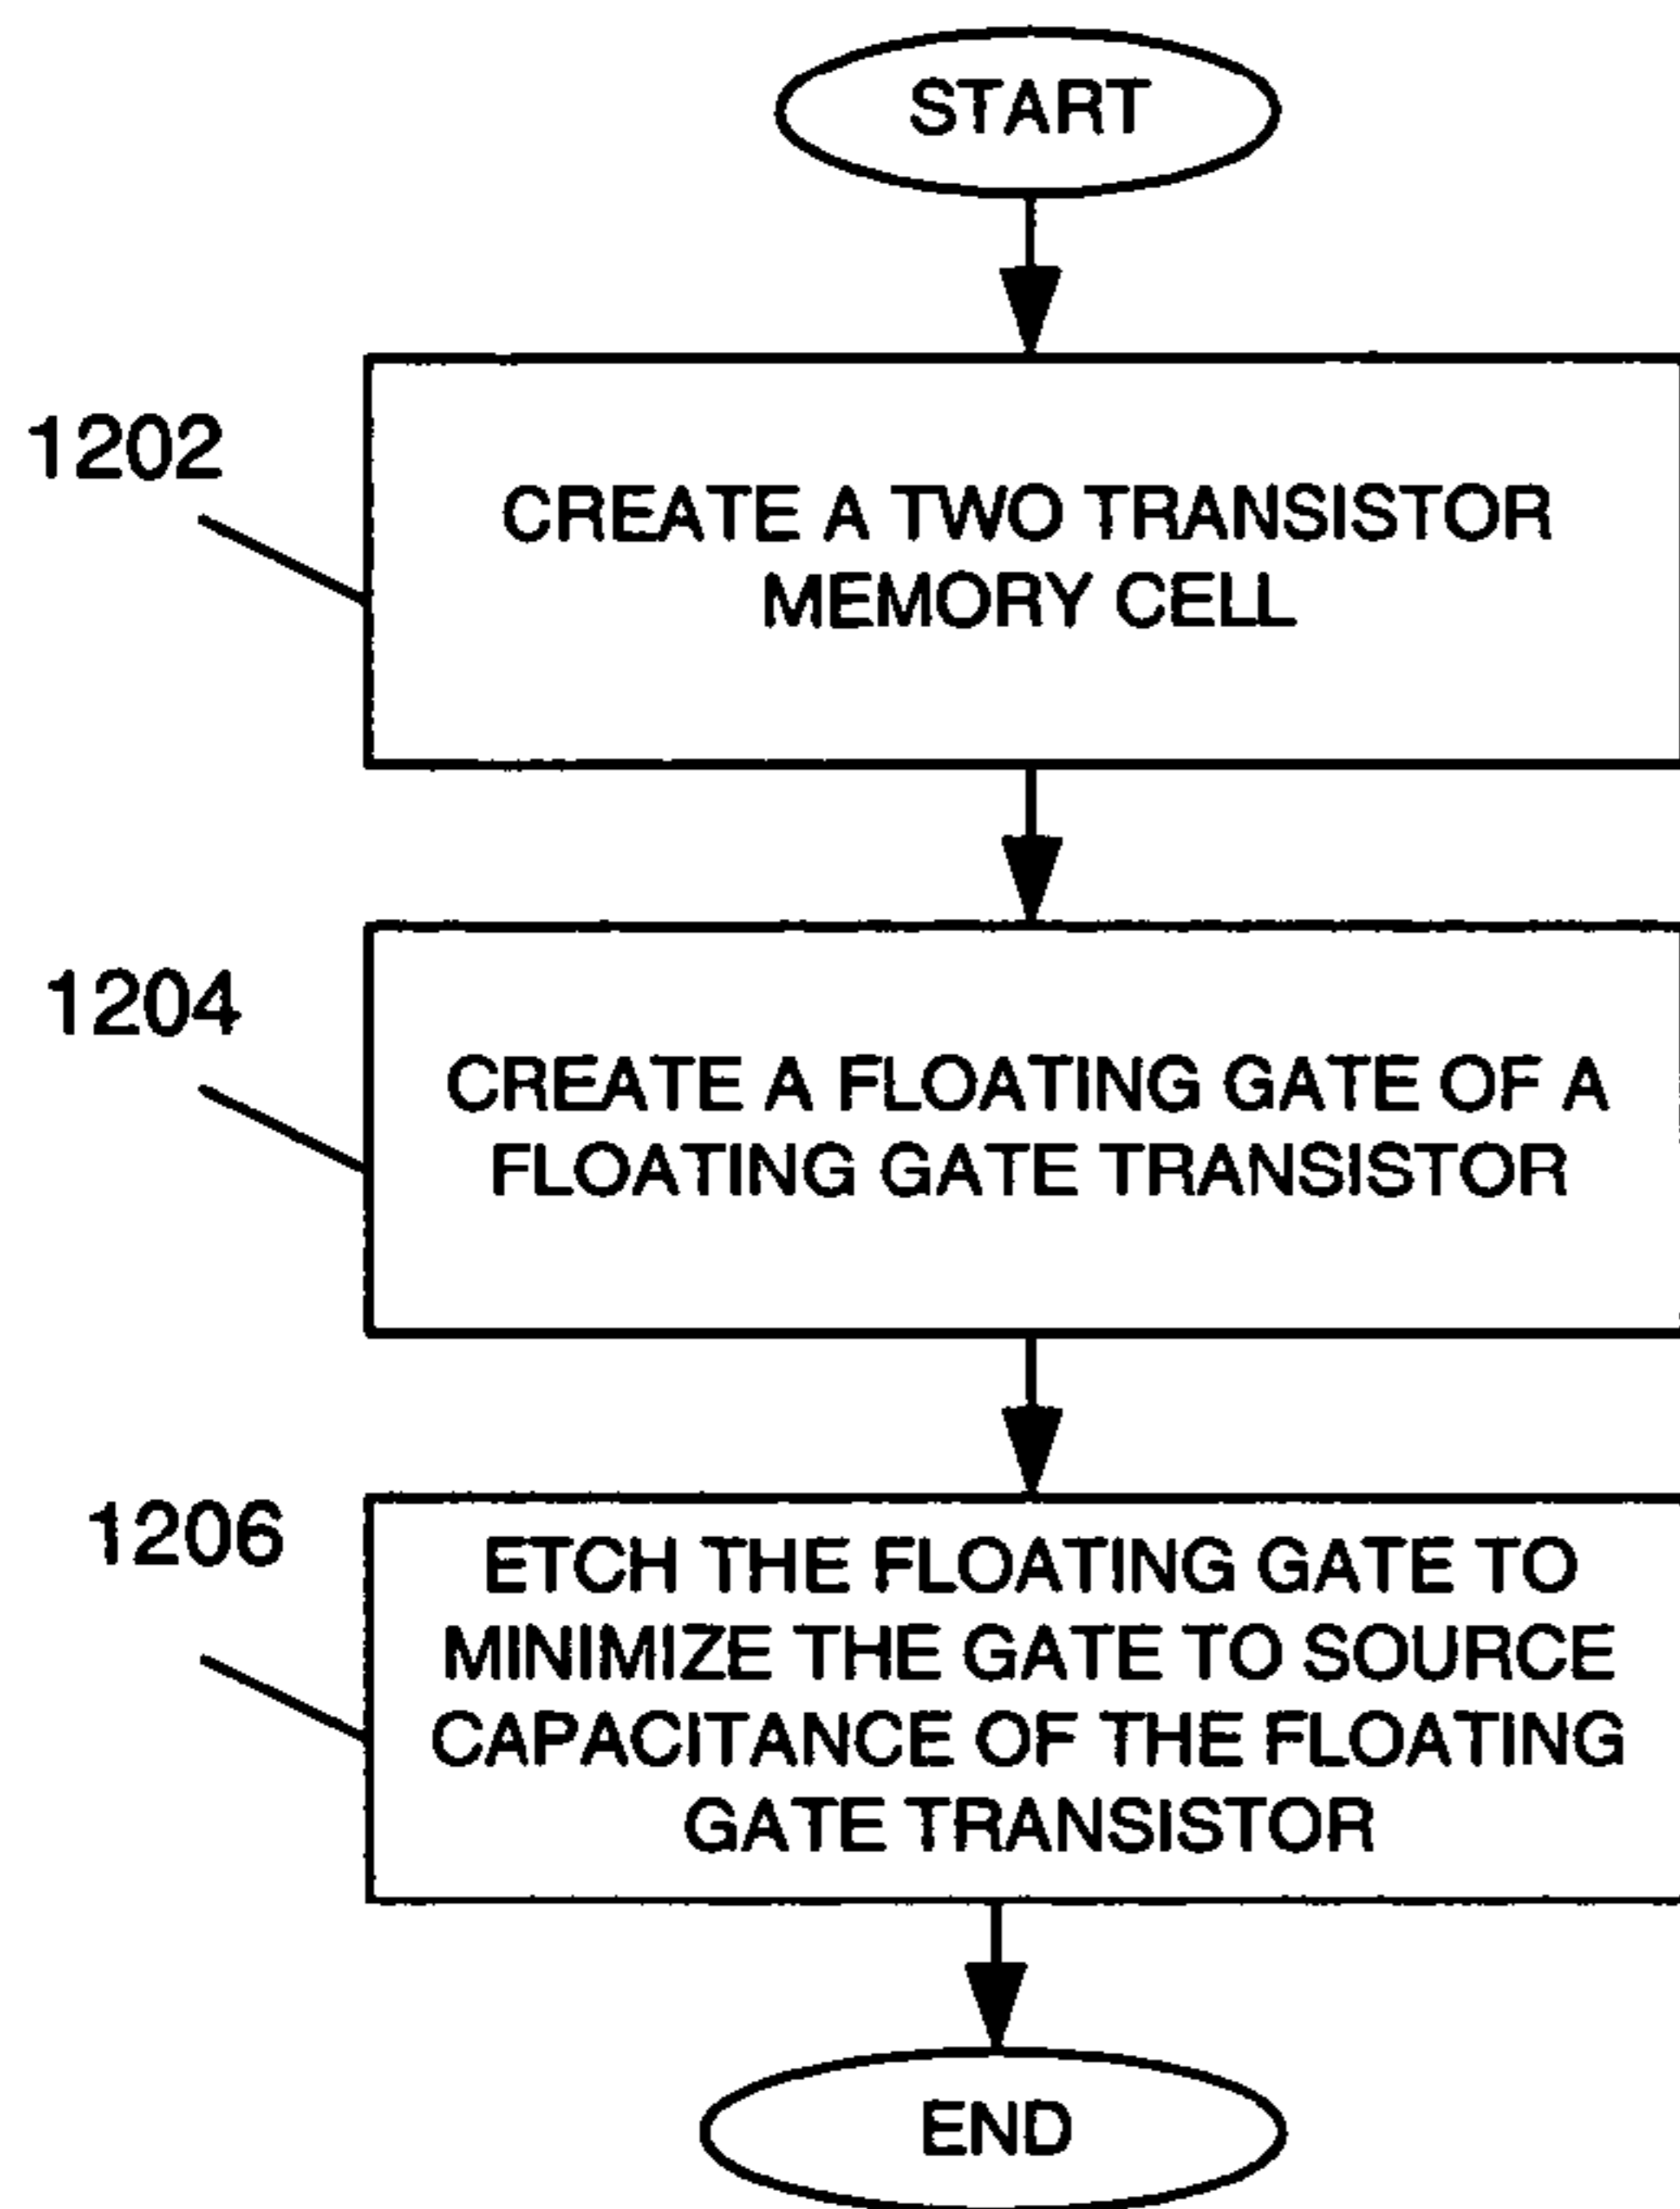 START
1202
CREATE A TWO TRANSISTOR
MEMORY CELL
1204
CREATE A FLOATING GATE OF A
FLOATING GATE TRANSISTOR
1206
ETCH THE FLOATING GATE TO
MINIMIZE THE GATE TO SOURCE
CAPACITANCE OF THE FLOATING
GATE TRANSISTOR
END